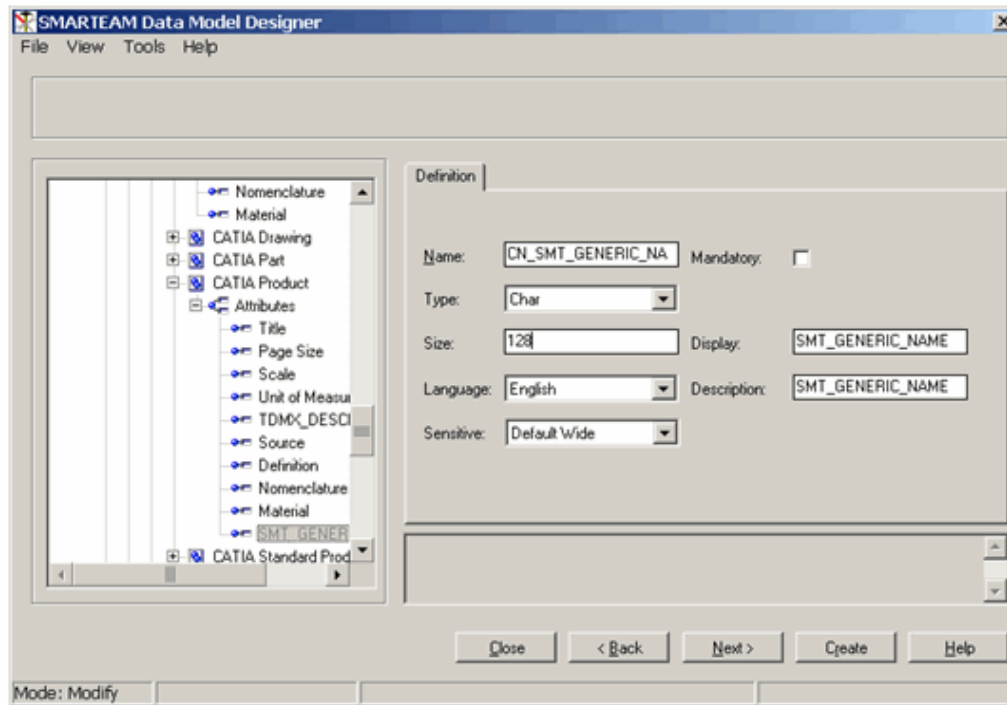 SMARTEAM Data Model Designer
File View Tools Help
Nomenclature
Material
CATIA Drawing
CATIA Part
CATIA Product
Attributes
Title
Page Size
Scale
Unit of Measur
TDMX_DESCI
Source
Definition
Nomenclature
Material
SMT_GENER
CATIA Standard Prod
Definition
Name: CN_SMT_GENERIC_NA Mandatory:
Type: Char
Size: 128 Display: SMT_GENERIC_NAME
Language: English Description: SMT_GENERIC_NAME
Sensitive: Default Wide
Close < Back Next > Create Help
Mode: Modify